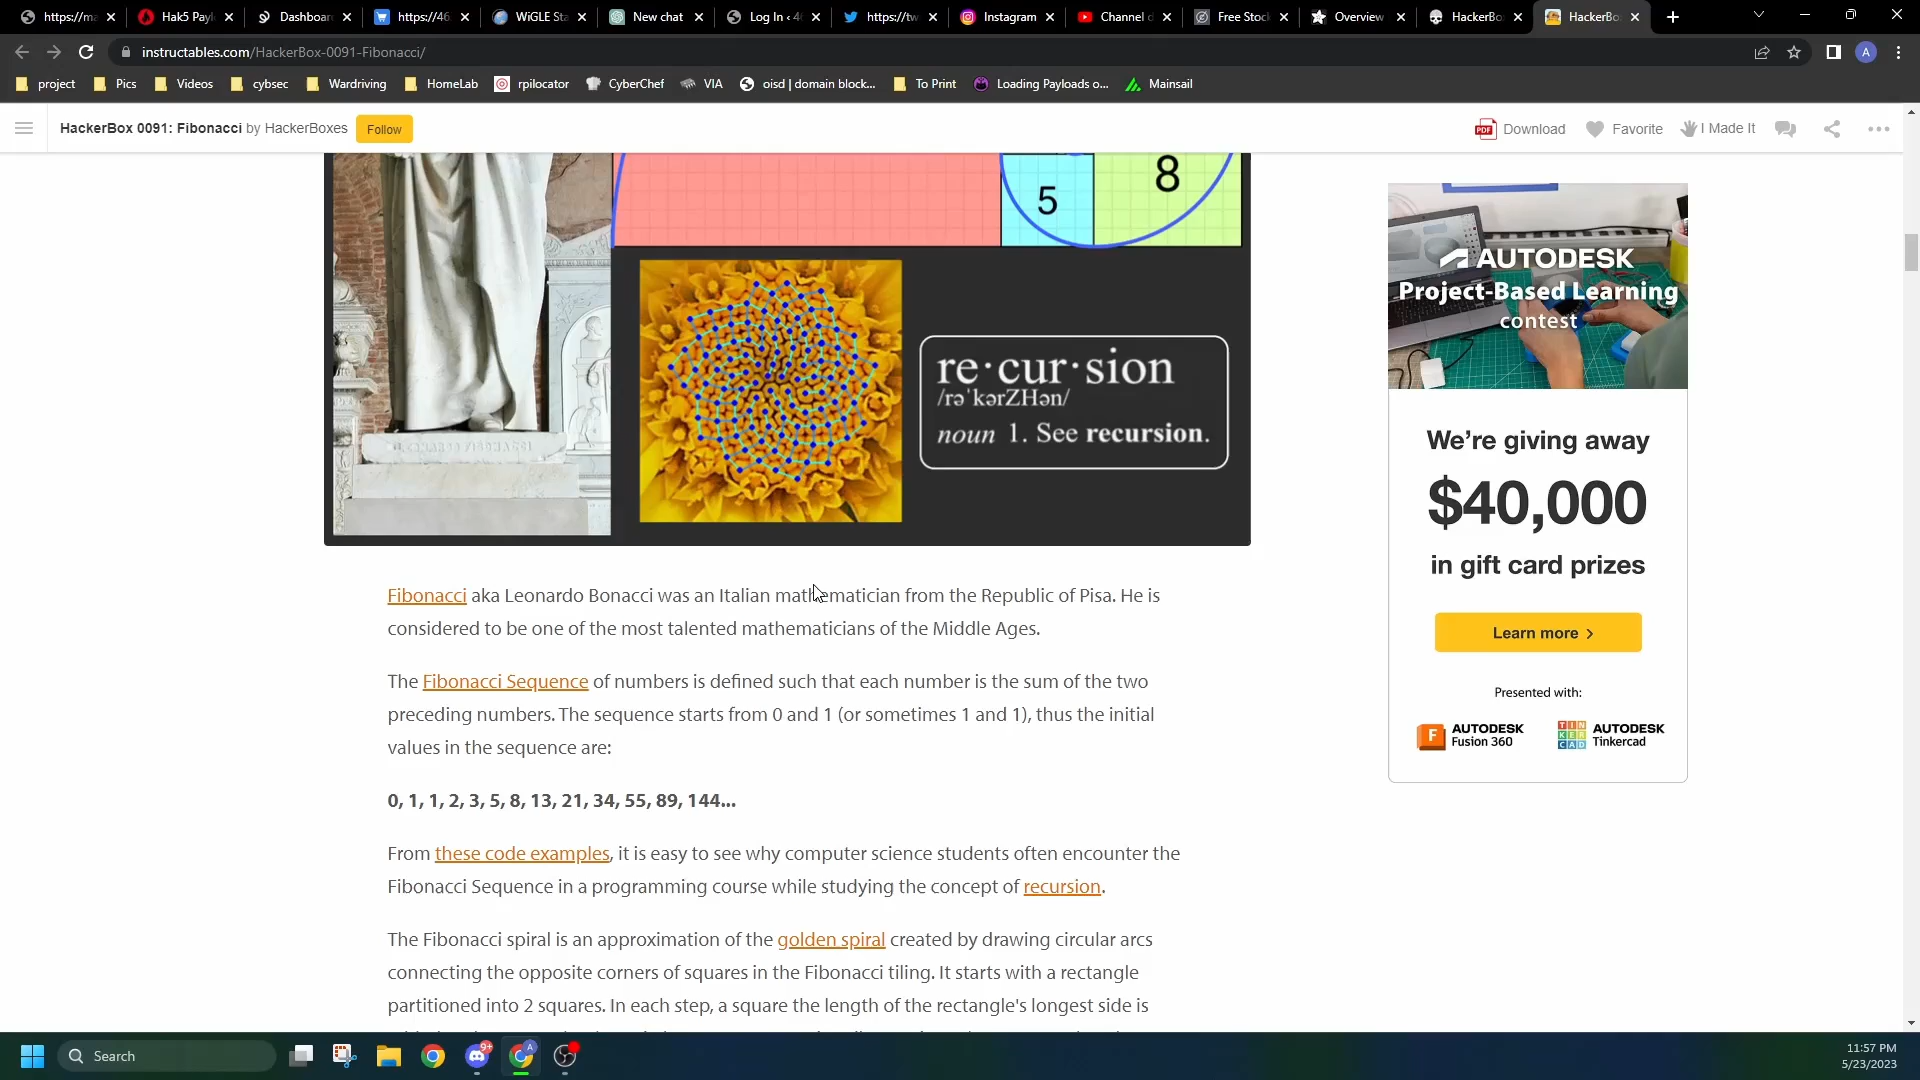 https://ma
Hak5 Payl
Dashboar
https://46
WiGLE Sta
New chat
Log In ‹ 4
https://tw
Instagram
Channel d
Free Stoc
Overview
HackerBo
HackerBo
instructables.com/HackerBox-0091-Fibonacci/
A
project
Pics
Videos
cybsec
Wardriving
HomeLab
rpilocator
CyberChef
VIA
oisd | domain block...
To Print
Loading Payloads o...
Mainsail
HackerBox 0091: Fibonacci by HackerBoxes
Follow
PDF
Download
Favorite
I Made It
8
5
LEONARDO FIBONACCI
re·cur·sion
/rəˈkərZHən/
noun 1. See recursion.
AUTODESK
Project-Based Learning
contest
We're giving away
$40,000
in gift card prizes
Learn more
Presented with:
F
AUTODESK
Fusion 360
TIN
KER
CAD
AUTODESK
Tinkercad
Fibonacci aka Leonardo Bonacci was an Italian mathematician from the Republic of Pisa. He is
considered to be one of the most talented mathematicians of the Middle Ages.
The Fibonacci Sequence of numbers is defined such that each number is the sum of the two
preceding numbers. The sequence starts from 0 and 1 (or sometimes 1 and 1), thus the initial
values in the sequence are:
0, 1, 1, 2, 3, 5, 8, 13, 21, 34, 55, 89, 144...
From these code examples, it is easy to see why computer science students often encounter the
Fibonacci Sequence in a programming course while studying the concept of recursion.
The Fibonacci spiral is an approximation of the golden spiral created by drawing circular arcs
connecting the opposite corners of squares in the Fibonacci tiling. It starts with a rectangle
partitioned into 2 squares. In each step, a square the length of the rectangle's longest side is
Search
9+
A
11:57 PM
5/23/2023